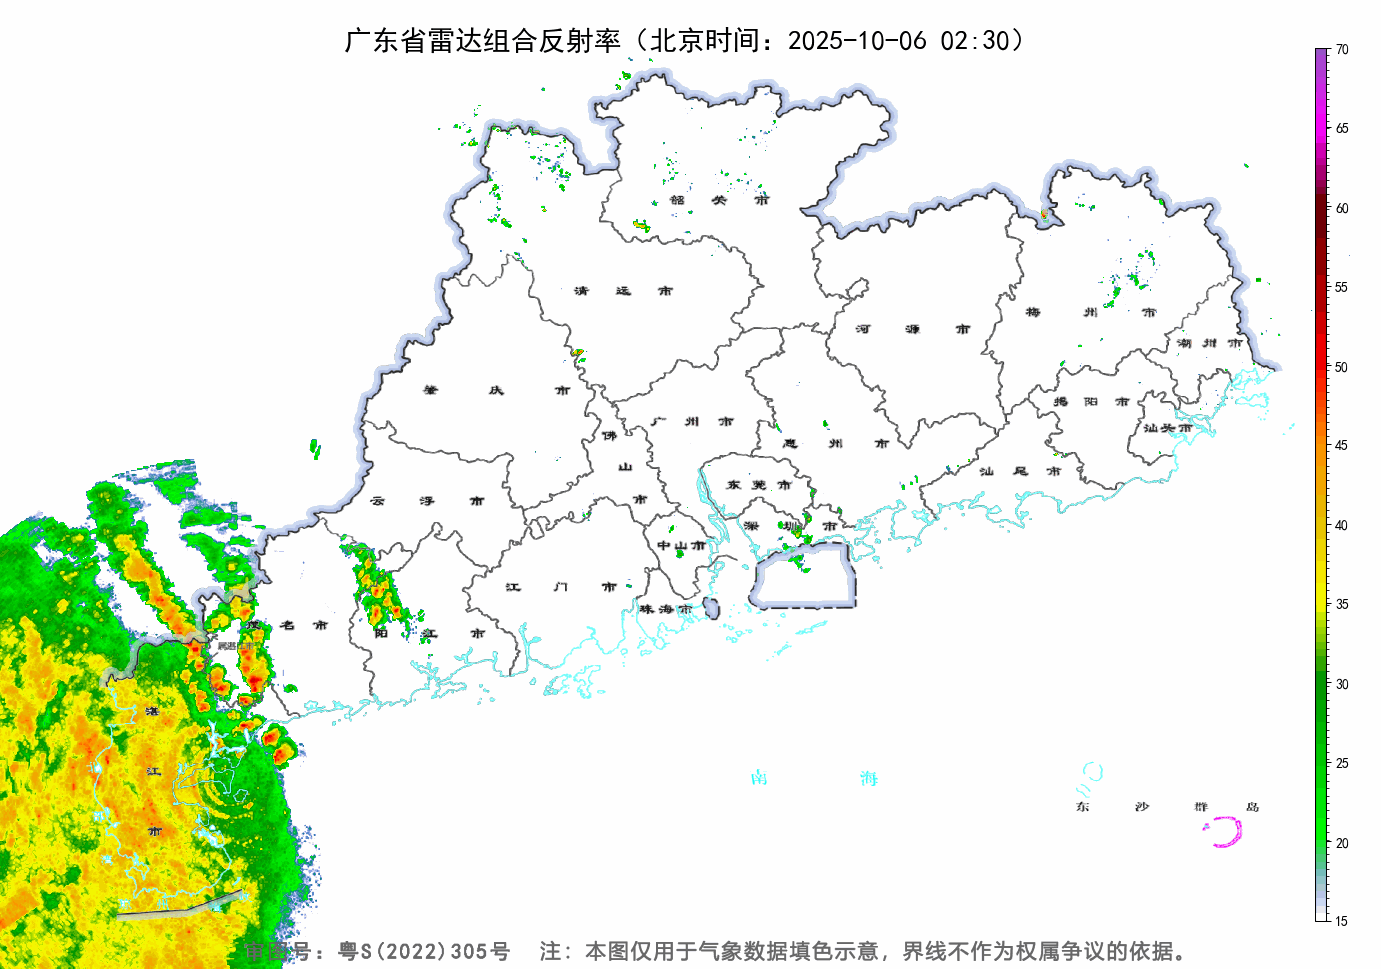 广东省雷达组合反射率（北京时间：2025-10-06 02:30）
70
65
60
55
50
45
40
35
30
25
20
15
韶 关 市
清 远 市
河 源 市
梅 州 市
潮 州 市
肇 庆 市
广 州 市
揭 阳 市
汕头市
佛 山 市
惠 州 市
汕 尾 市
云 浮 市
东 莞 市
深 圳 市
中山市
江 门 市
珠海市
茂 名 市
阳 江 市
属湛江市
湛 江 市
南 海
东 沙 群 岛
审图号：粤S(2022)305号 注：本图仅用于气象数据填色示意，界线不作为权属争议的依据。